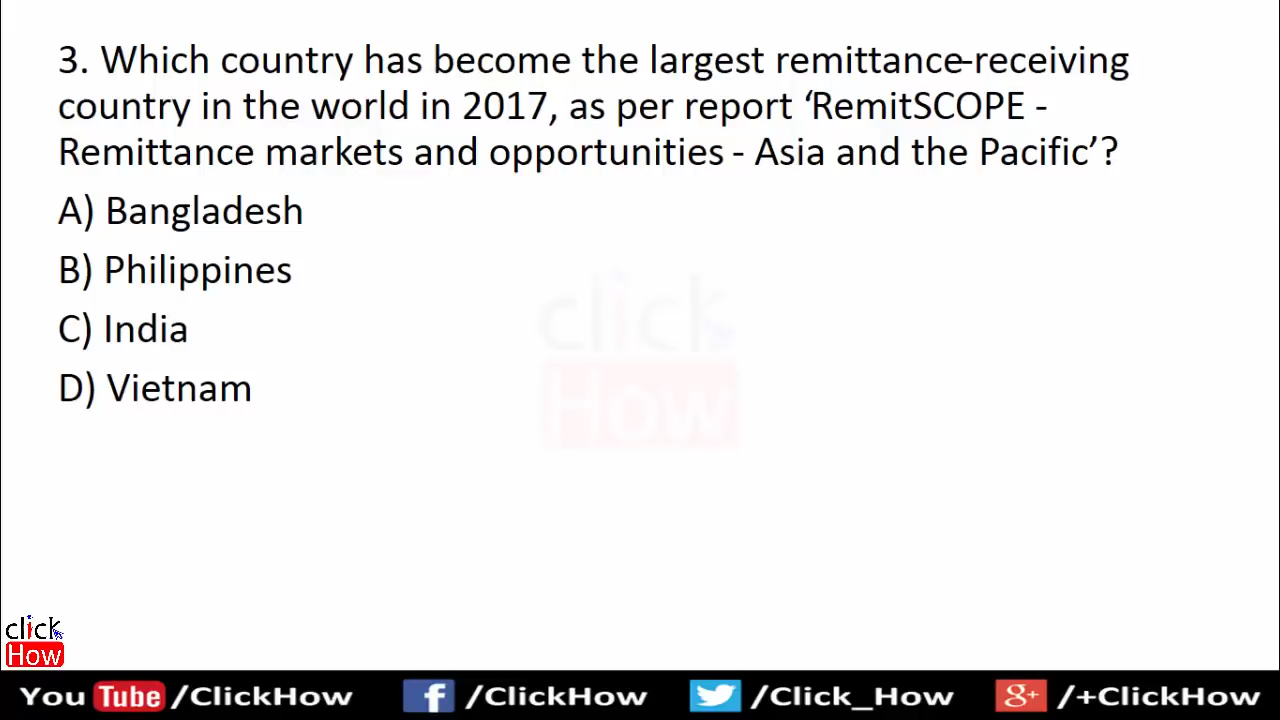 3. Which country has become the largest remittance-receiving
country in the world in 2017, as per report ‘RemitSCOPE -
Remittance markets and opportunities - Asia and the Pacific’?
A) Bangladesh
B) Philippines
C) India
D) Vietnam
click
How
click
How
You Tube /ClickHow f /ClickHow /Click_How g+ /+ClickHow